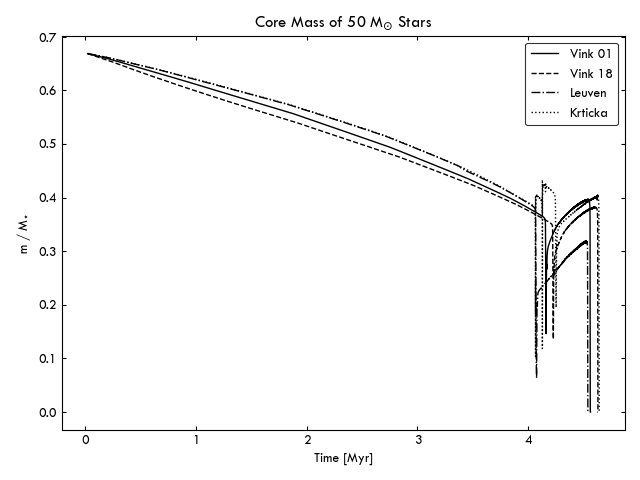 Core Mass of 50 M⊙ Stars
0.7
0.6
0.5
0.4
0.3
0.2
0.1
0.0
m / M⋆
Vink 01
Vink 18
Leuven
Krticka
0 1 2 3 4
Time [Myr]